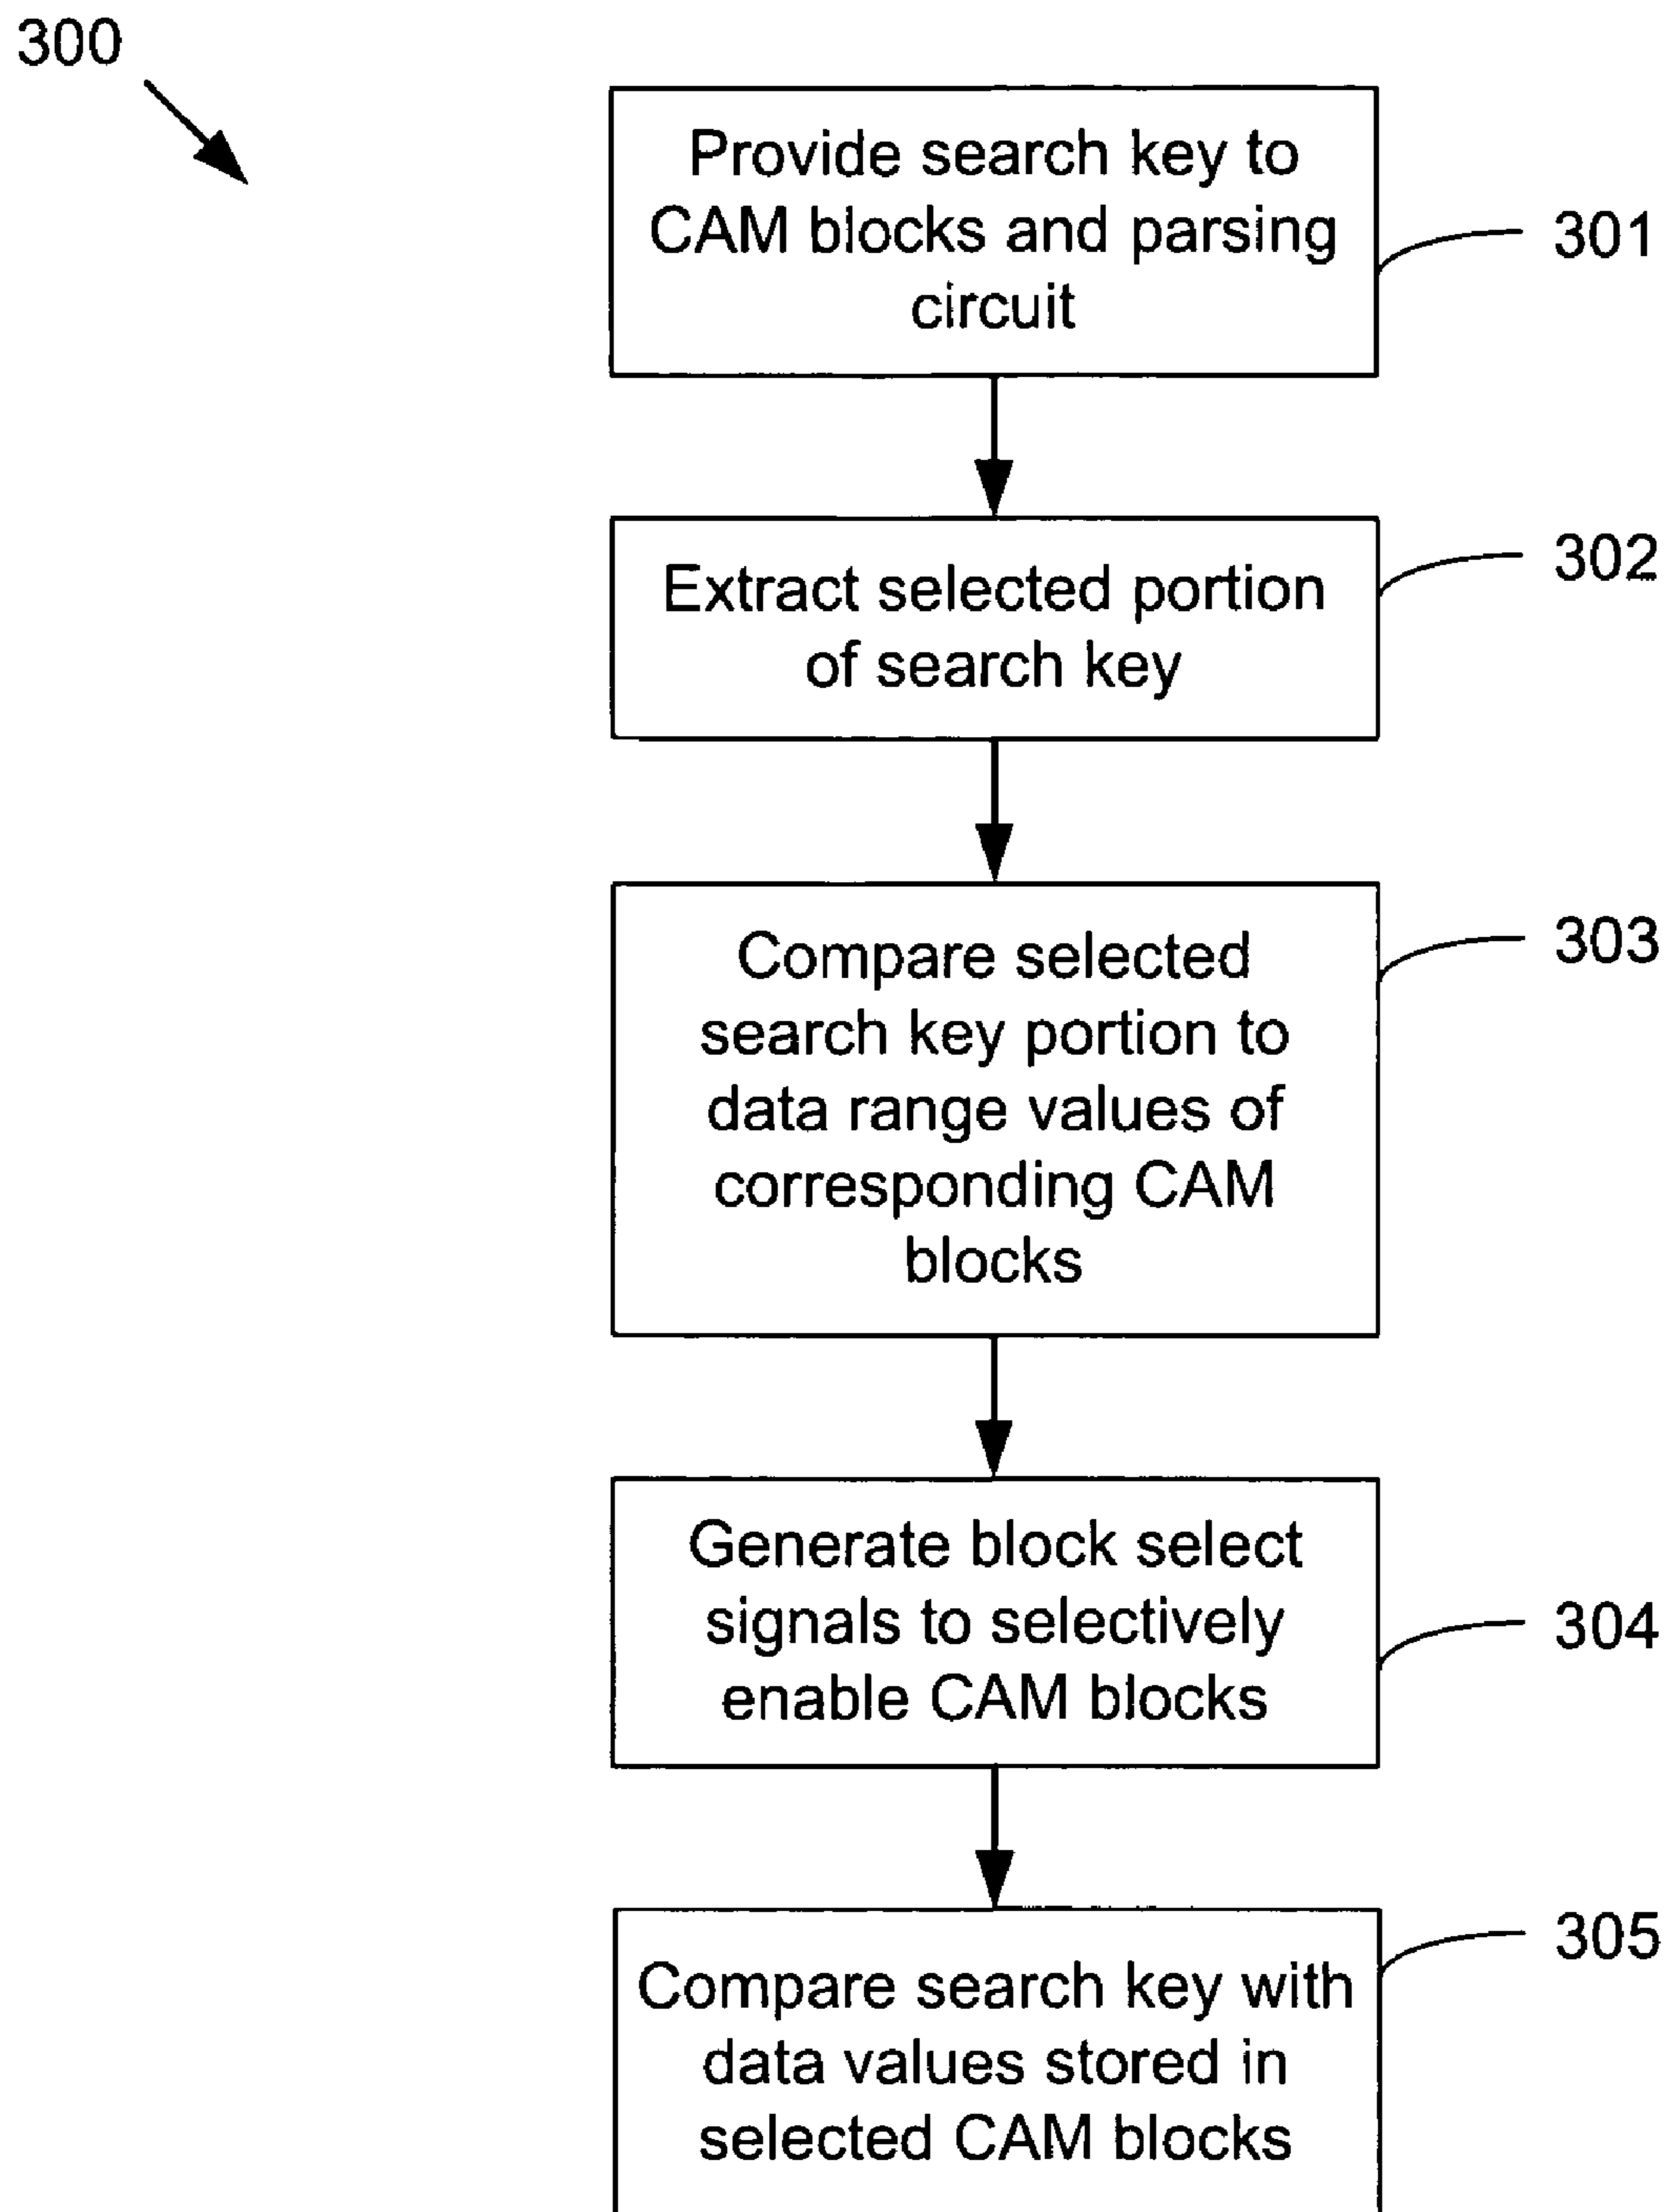 300
Provide search key to
CAM blocks and parsing
circuit
301
Extract selected portion
of search key
302
Compare selected
search key portion to
data range values of
corresponding CAM
blocks
303
Generate block select
signals to selectively
enable CAM blocks
304
Compare search key with
data values stored in
selected CAM blocks
305